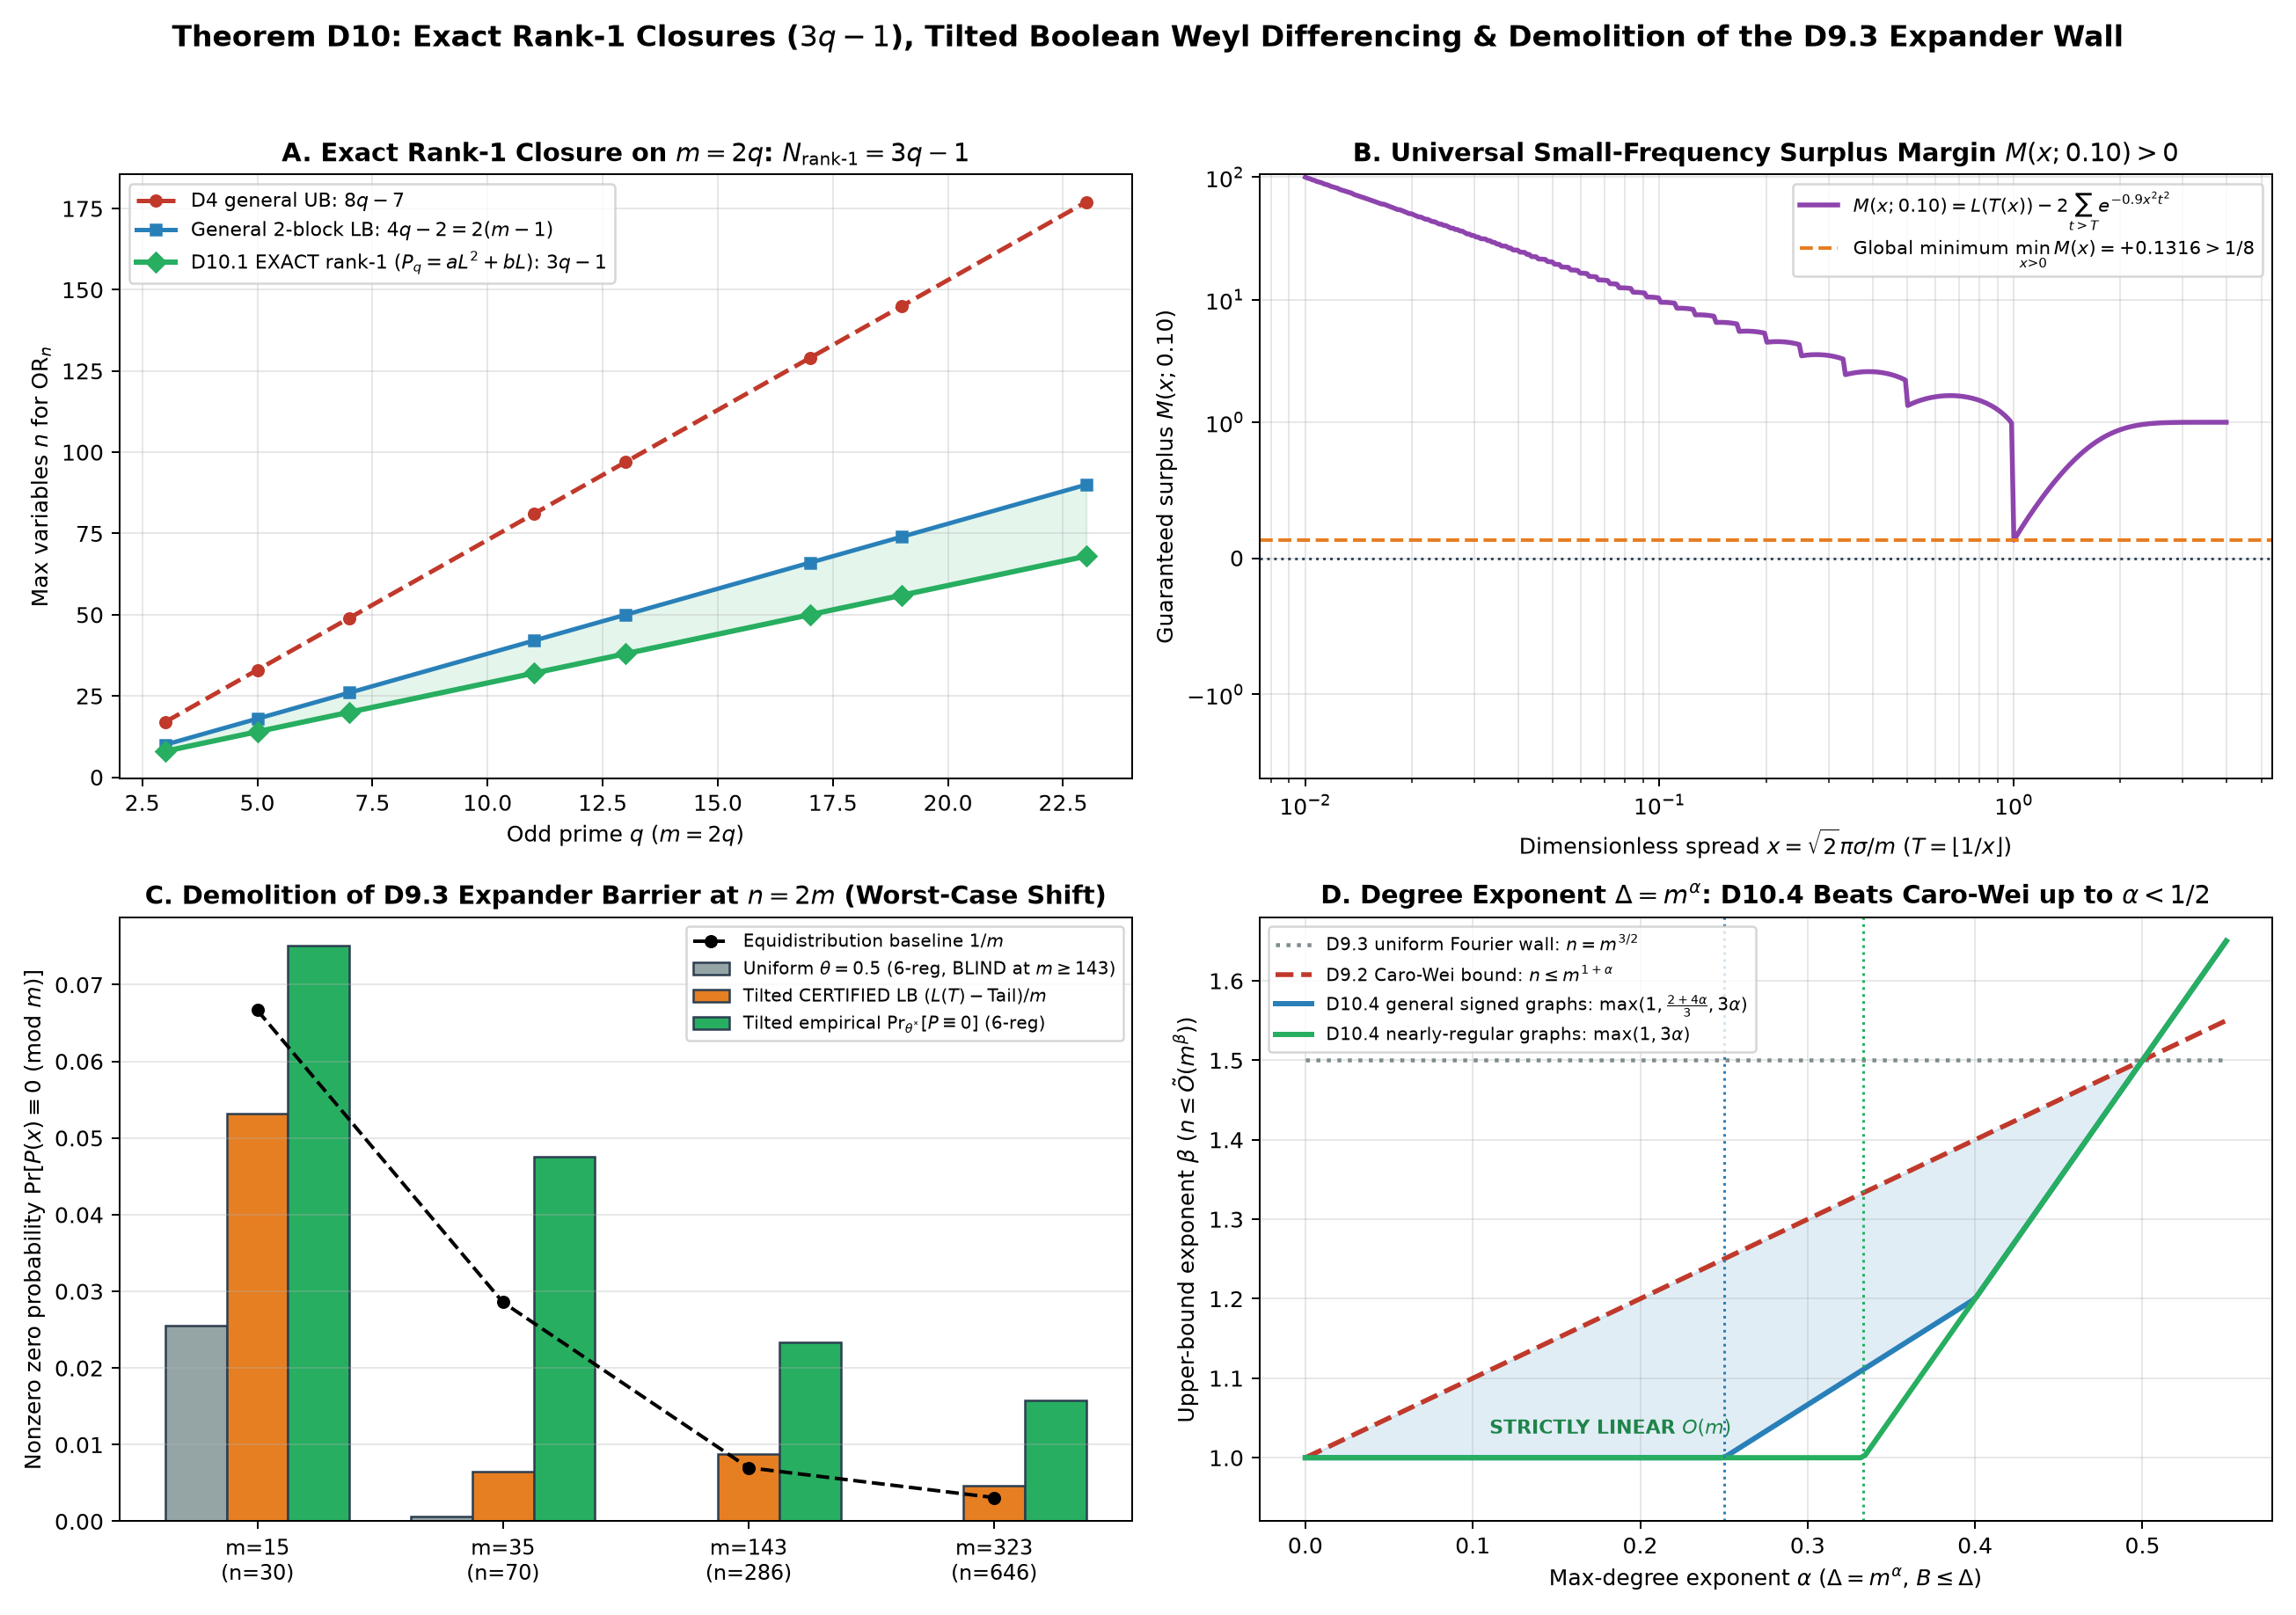 Theorem D10: Exact Rank-1 Closures (3q − 1), Tilted Boolean Weyl Differencing & Demolition of the D9.3 Expander Wall
A. Exact Rank-1 Closure on m = 2q: N_rank-1 = 3q − 1
D4 general UB: 8q − 7
General 2-block LB: 4q − 2 = 2(m − 1)
D10.1 EXACT rank-1 (P_q = aL² + bL): 3q − 1
Max variables n for OR_n
175
150
125
100
75
50
25
0
2.5 5.0 7.5 10.0 12.5 15.0 17.5 20.0 22.5
Odd prime q (m = 2q)
B. Universal Small-Frequency Surplus Margin M(x; 0.10) > 0
M(x; 0.10) = L(T(x)) − 2 ∑_{t>T} e^{−0.9x²t²}
Global minimum min_{x>0} M(x) = +0.1316 > 1/8
Guaranteed surplus M(x; 0.10)
10²
10¹
10⁰
0
−10⁰
10⁻² 10⁻¹ 10⁰
Dimensionless spread x = √2πσ/m (T = ⌊1/x⌋)
C. Demolition of D9.3 Expander Barrier at n = 2m (Worst-Case Shift)
Equidistribution baseline 1/m
Uniform θ = 0.5 (6-reg, BLIND at m ≥ 143)
Tilted CERTIFIED LB (L(T) − Tail)/m
Tilted empirical Pr_{θ*}[P ≡ 0] (6-reg)
Nonzero zero probability Pr[P(x) ≡ 0 (mod m)]
0.07
0.06
0.05
0.04
0.03
0.02
0.01
0.00
m=15 m=35 m=143 m=323
(n=30) (n=70) (n=286) (n=646)
D. Degree Exponent Δ = m^α: D10.4 Beats Caro-Wei up to α < 1/2
D9.3 uniform Fourier wall: n = m^{3/2}
D9.2 Caro-Wei bound: n ≤ m^{1+α}
D10.4 general signed graphs: max(1, (2+4α)/3, 3α)
D10.4 nearly-regular graphs: max(1, 3α)
STRICTLY LINEAR O(m)
Upper-bound exponent β (n ≤ Õ(m^β))
1.6
1.5
1.4
1.3
1.2
1.1
1.0
0.0 0.1 0.2 0.3 0.4 0.5
Max-degree exponent α (Δ = m^α, B ≤ Δ)